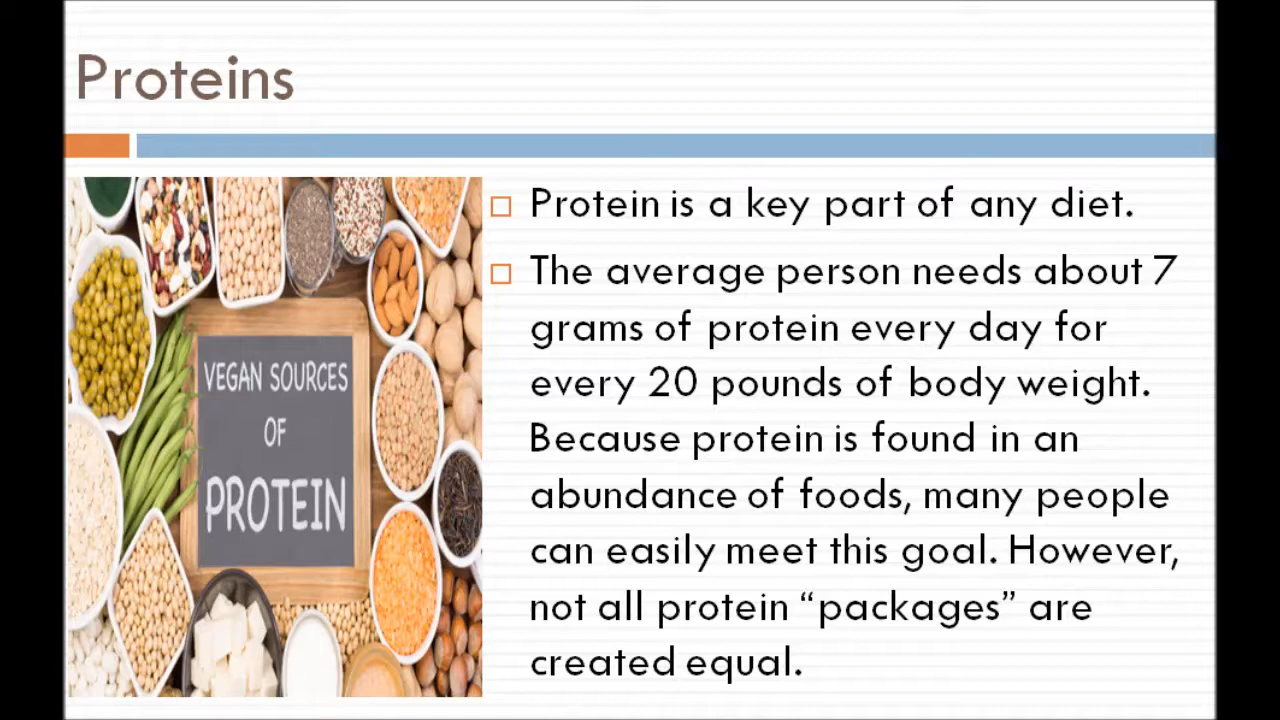 Proteins
VEGAN SOURCES
OF
PROTEIN
Protein is a key part of any diet.
The average person needs about 7
grams of protein every day for
every 20 pounds of body weight.
Because protein is found in an
abundance of foods, many people
can easily meet this goal. However,
not all protein “packages” are
created equal.